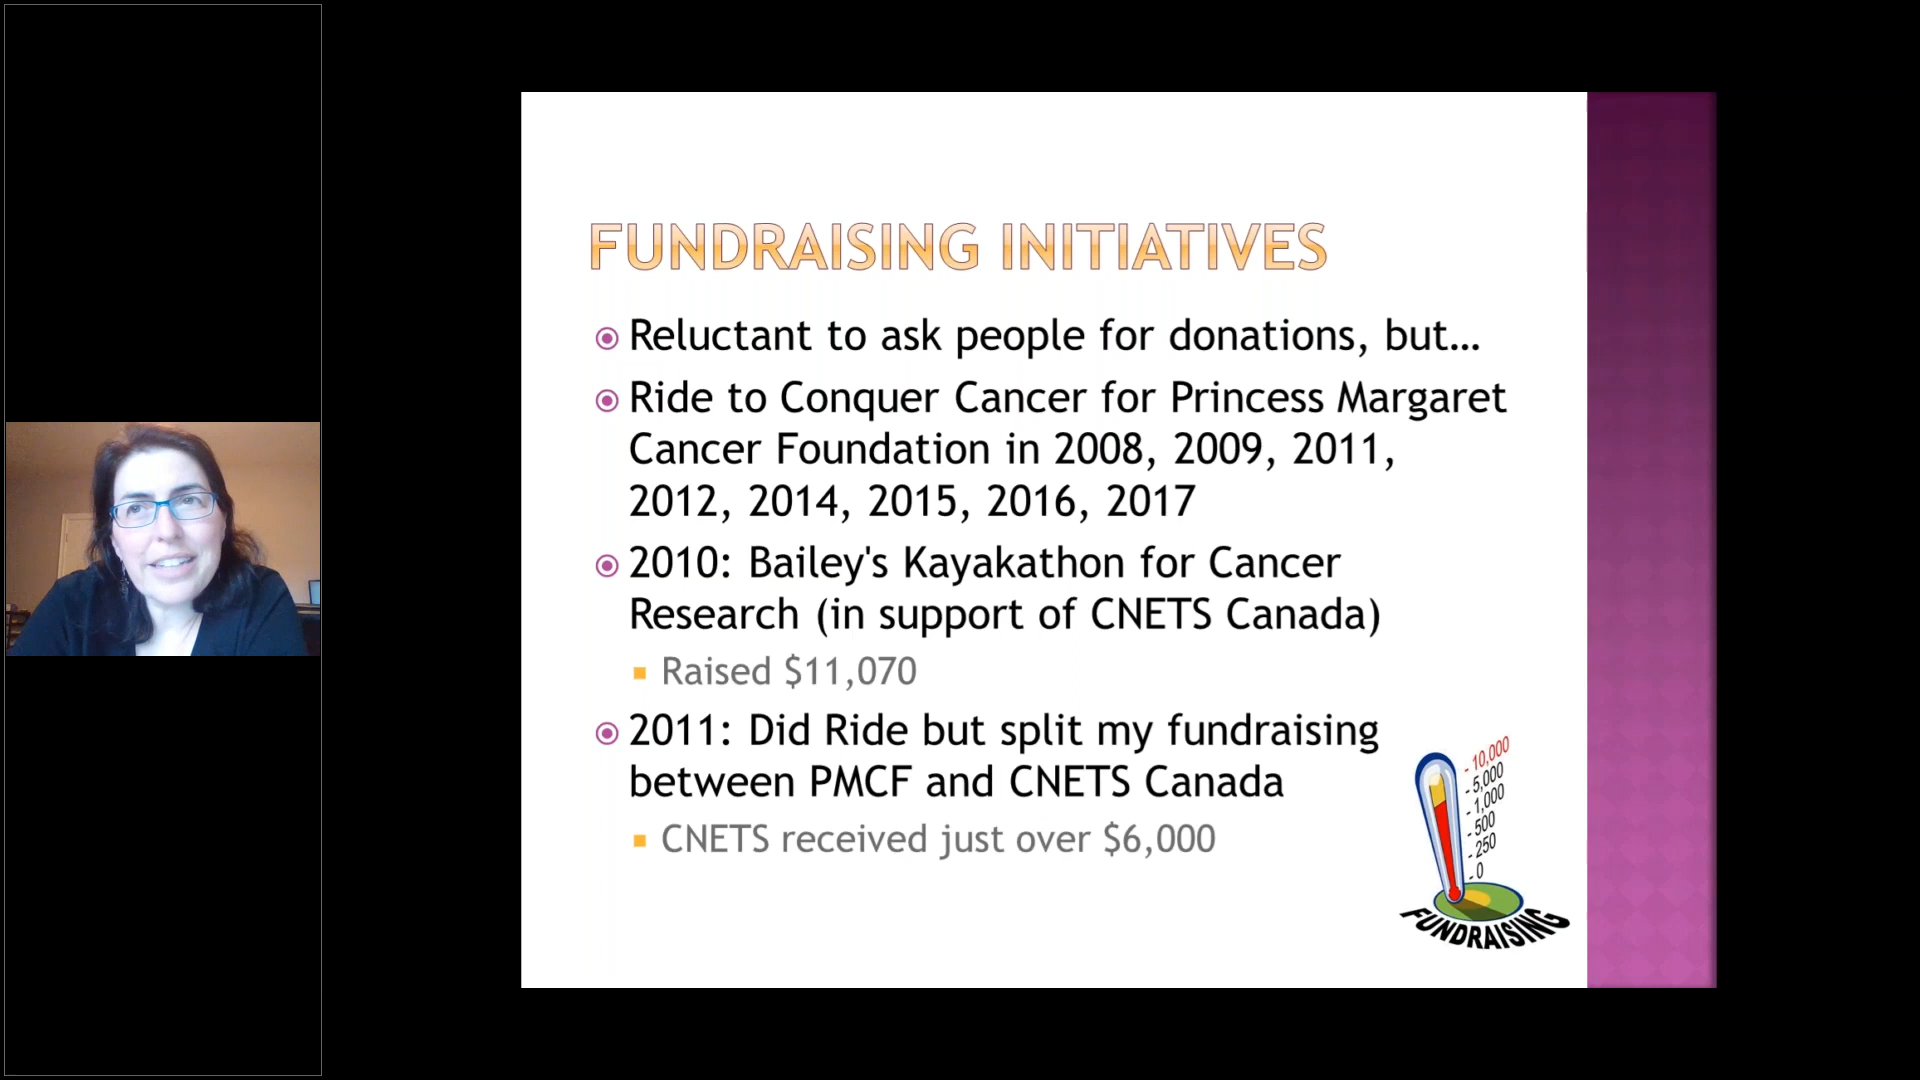 FUNDRAISING INITIATIVES
Reluctant to ask people for donations, but…
Ride to Conquer Cancer for Princess Margaret
Cancer Foundation in 2008, 2009, 2011,
2012, 2014, 2015, 2016, 2017
2010: Bailey's Kayakathon for Cancer
Research (in support of CNETS Canada)
Raised $11,070
2011: Did Ride but split my fundraising
between PMCF and CNETS Canada
CNETS received just over $6,000
- 10,000
- 5,000
- 1,000
- 500
- 250
- 0
FUNDRAISING